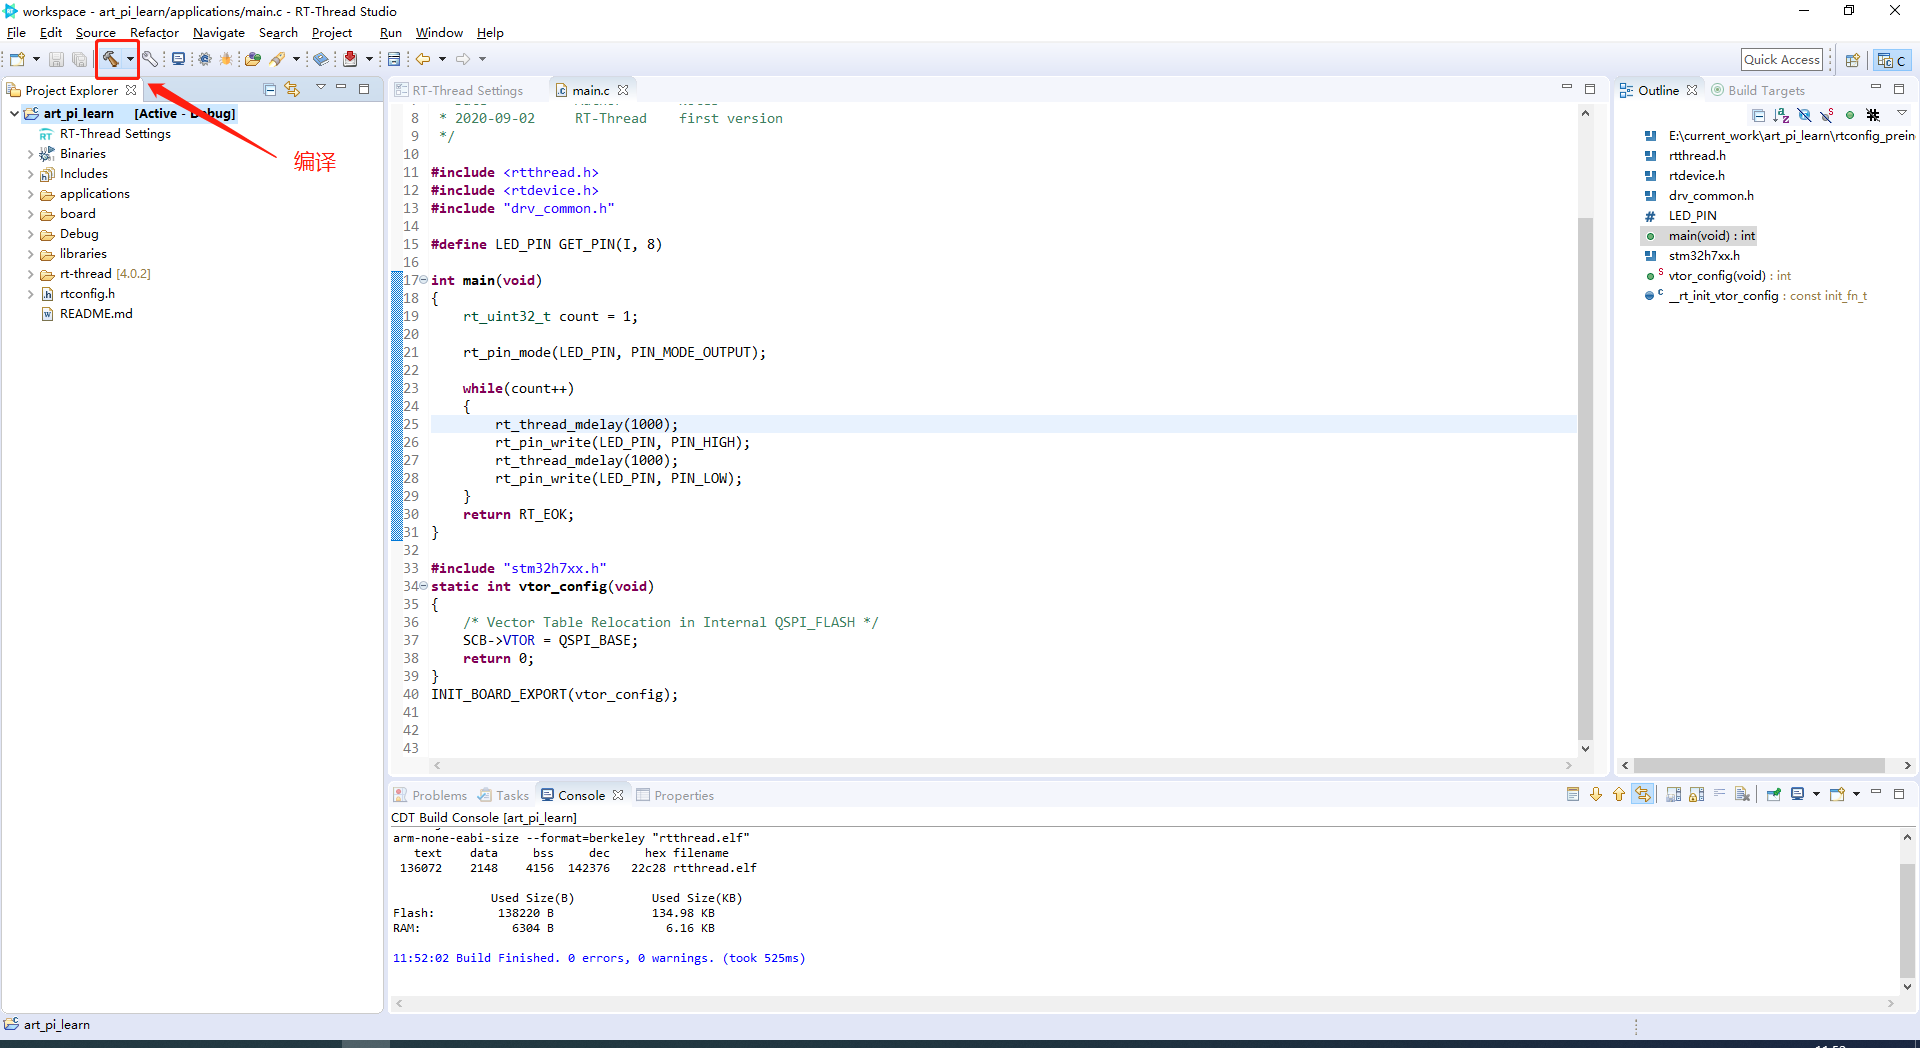 workspace - art_pi_learn/applications/main.c - RT-Thread Studio
File Edit Source Refactor Navigate Search Project Run Window Help
Quick Access
C
Project Explorer
art_pi_learn [Active - Debug]
RT-Thread Settings
Binaries
Includes
applications
board
Debug
libraries
rt-thread [4.0.2]
rtconfig.h
README.md
编译
RT-Thread Settings main.c
8 * 2020-09-02 RT-Thread first version
9 */
10
11 #include <rtthread.h>
12 #include <rtdevice.h>
13 #include "drv_common.h"
14
15 #define LED_PIN GET_PIN(I, 8)
16
17 int main(void)
18 {
19 rt_uint32_t count = 1;
20
21 rt_pin_mode(LED_PIN, PIN_MODE_OUTPUT);
22
23 while(count++)
24 {
25 rt_thread_mdelay(1000);
26 rt_pin_write(LED_PIN, PIN_HIGH);
27 rt_thread_mdelay(1000);
28 rt_pin_write(LED_PIN, PIN_LOW);
29 }
30 return RT_EOK;
31 }
32
33 #include "stm32h7xx.h"
34 static int vtor_config(void)
35 {
36 /* Vector Table Relocation in Internal QSPI_FLASH */
37 SCB->VTOR = QSPI_BASE;
38 return 0;
39 }
40 INIT_BOARD_EXPORT(vtor_config);
41
42
43
Outline Build Targets
E:\current_work\art_pi_learn\rtconfig_prein
rtthread.h
rtdevice.h
drv_common.h
LED_PIN
main(void) : int
stm32h7xx.h
vtor_config(void) : int
__rt_init_vtor_config : const init_fn_t
Problems Tasks Console Properties
CDT Build Console [art_pi_learn]
arm-none-eabi-size --format=berkeley "rtthread.elf"
text data bss dec hex filename
136072 2148 4156 142376 22c28 rtthread.elf
Used Size(B) Used Size(KB)
Flash: 138220 B 134.98 KB
RAM: 6304 B 6.16 KB
11:52:02 Build Finished. 0 errors, 0 warnings. (took 525ms)
art_pi_learn